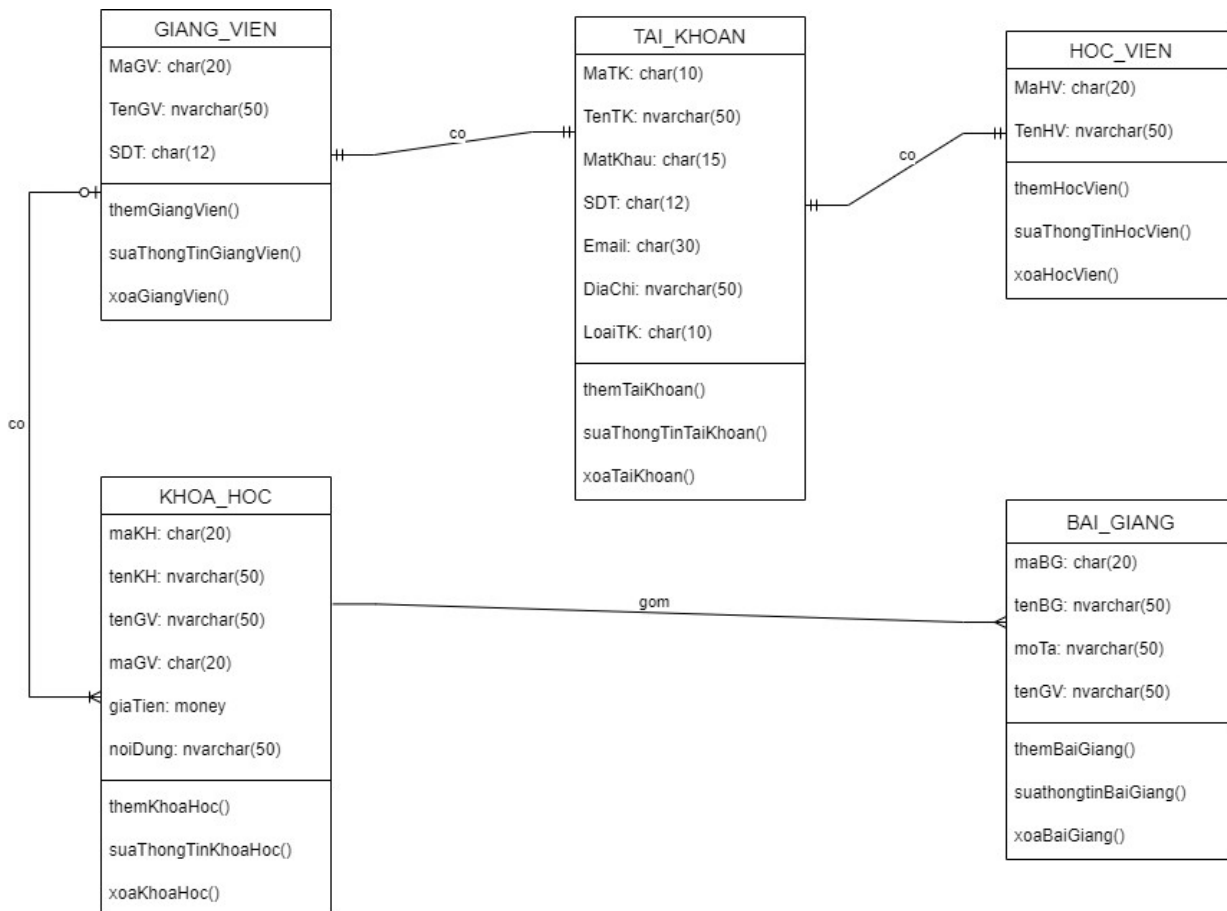 GIANG_VIEN
MaGV: char(20)
TenGV: nvarchar(50)
SDT: char(12)
themGiangVien()
suaThongTinGiangVien()
xoaGiangVien()
co
TAI_KHOAN
MaTK: char(10)
TenTK: nvarchar(50)
MatKhau: char(15)
SDT: char(12)
Email: char(30)
DiaChi: nvarchar(50)
LoaiTK: char(10)
themTaiKhoan()
suaThongTinTaiKhoan()
xoaTaiKhoan()
co
HOC_VIEN
MaHV: char(20)
TenHV: nvarchar(50)
themHocVien()
suaThongTinHocVien()
xoaHocVien()
co
KHOA_HOC
maKH: char(20)
tenKH: nvarchar(50)
tenGV: nvarchar(50)
maGV: char(20)
giaTien: money
noiDung: nvarchar(50)
themKhoaHoc()
suaThongTinKhoaHoc()
xoaKhoaHoc()
gom
BAI_GIANG
maBG: char(20)
tenBG: nvarchar(50)
moTa: nvarchar(50)
tenGV: nvarchar(50)
themBaiGiang()
suathongtinBaiGiang()
xoaBaiGiang()